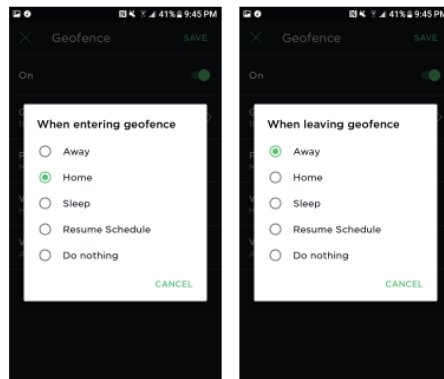 41% 9:45 PM
Geofence SAVE
On
When entering geofence
Away
Home
Sleep
Resume Schedule
Do nothing
CANCEL
41% 9:45 PM
Geofence SAVE
On
When leaving geofence
Away
Home
Sleep
Resume Schedule
Do nothing
CANCEL